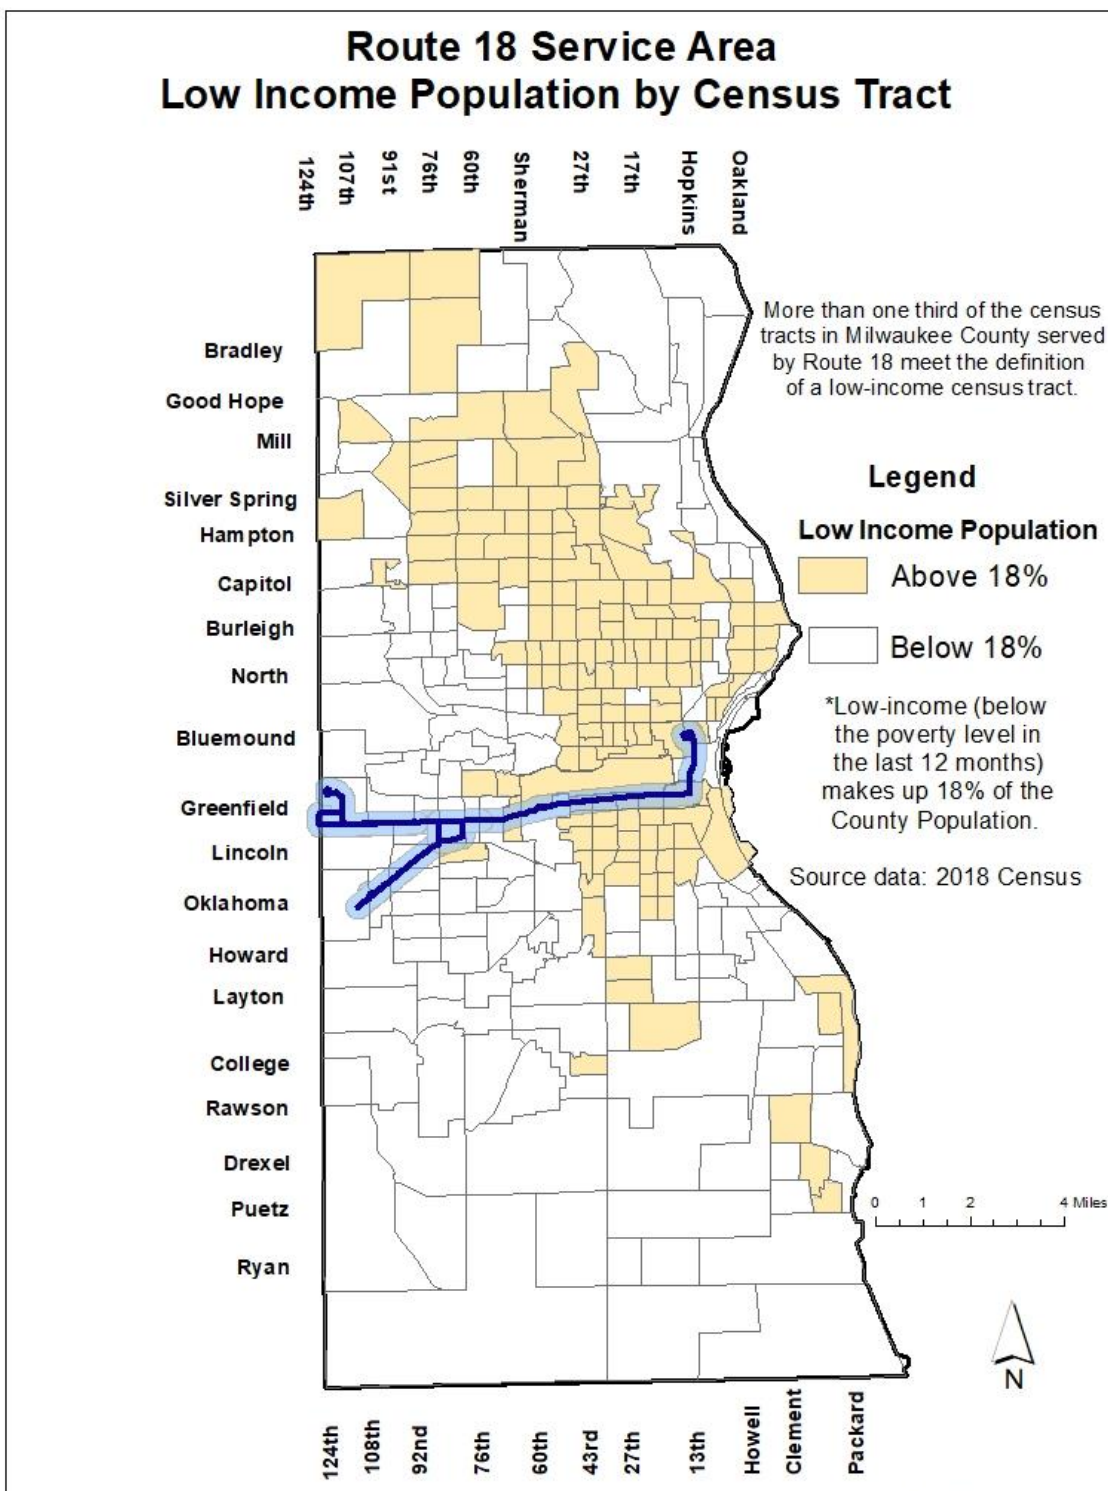 Route 18 Service Area
Low Income Population by Census Tract
124th
107th
91st
76th
60th
Sherman
27th
17th
Hopkins
Oakland
More than one third of the census
tracts in Milwaukee County served
by Route 18 meet the definition
of a low-income census tract.
Bradley
Good Hope
Mill
Silver Spring
Hampton
Capitol
Burleigh
North
Bluemound
Greenfield
Lincoln
Oklahoma
Howard
Layton
College
Rawson
Drexel
Puetz
Ryan
Legend
Low Income Population
Above 18%
Below 18%
*Low-income (below
the poverty level in
the last 12 months)
makes up 18% of the
County Population.
Source data: 2018 Census
0 1 2 4 Miles
N
124th
108th
92nd
76th
60th
43rd
27th
13th
Howell
Clement
Packard